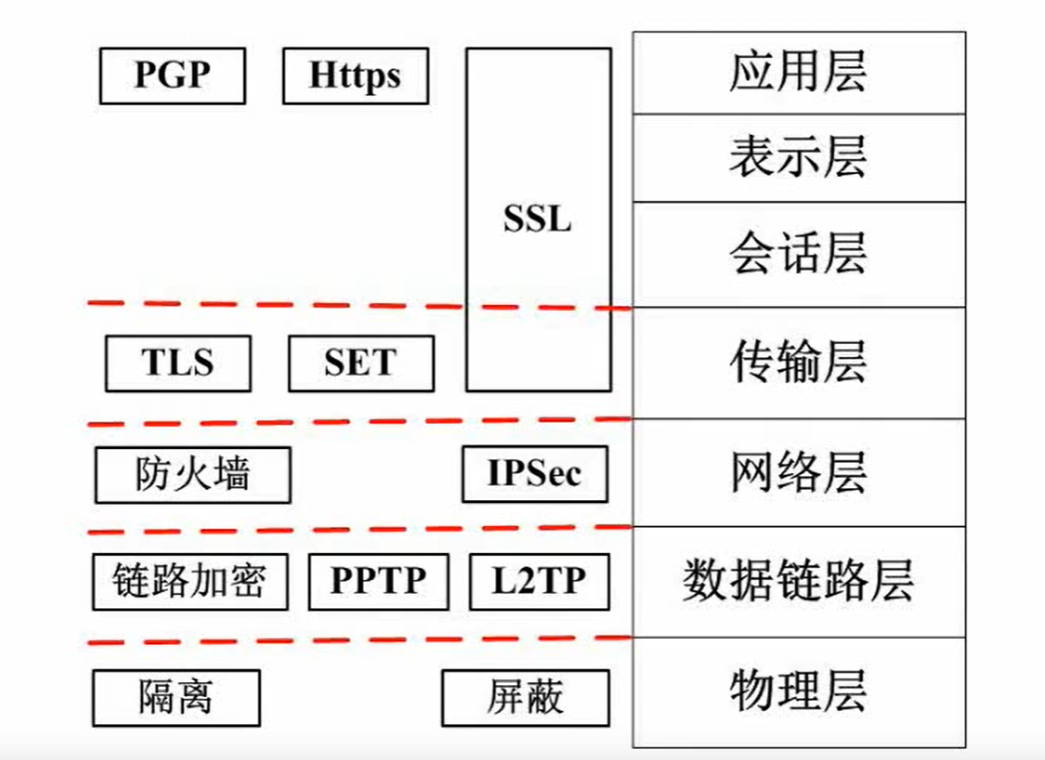 PGP Https 应用层
表示层
SSL
会话层
TLS SET 传输层
防火墙 IPSec 网络层
链路加密 PPTP L2TP 数据链路层
隔离 屏蔽 物理层